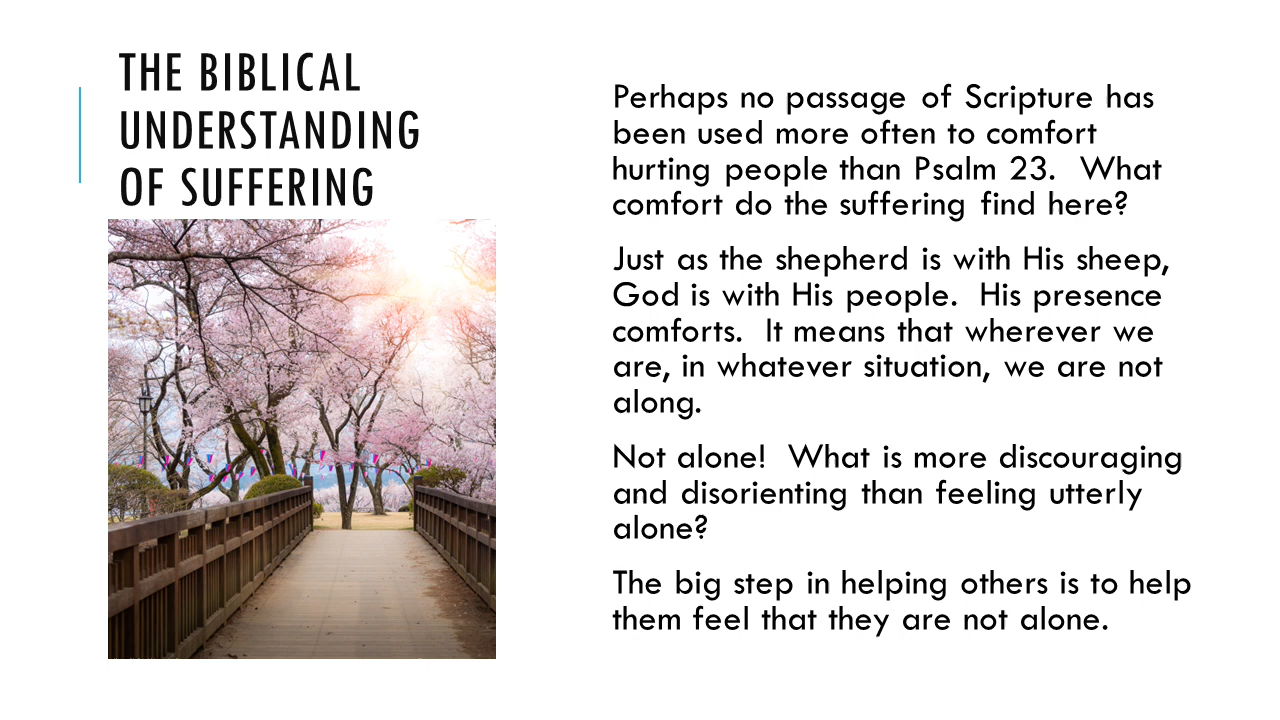 THE BIBLICAL
UNDERSTANDING
OF SUFFERING
Perhaps no passage of Scripture has
been used more often to comfort
hurting people than Psalm 23.  What
comfort do the suffering find here?
Just as the shepherd is with His sheep,
God is with His people.  His presence
comforts.  It means that wherever we
are, in whatever situation, we are not
along.
Not alone!  What is more discouraging
and disorienting than feeling utterly
alone?
The big step in helping others is to help
them feel that they are not alone.